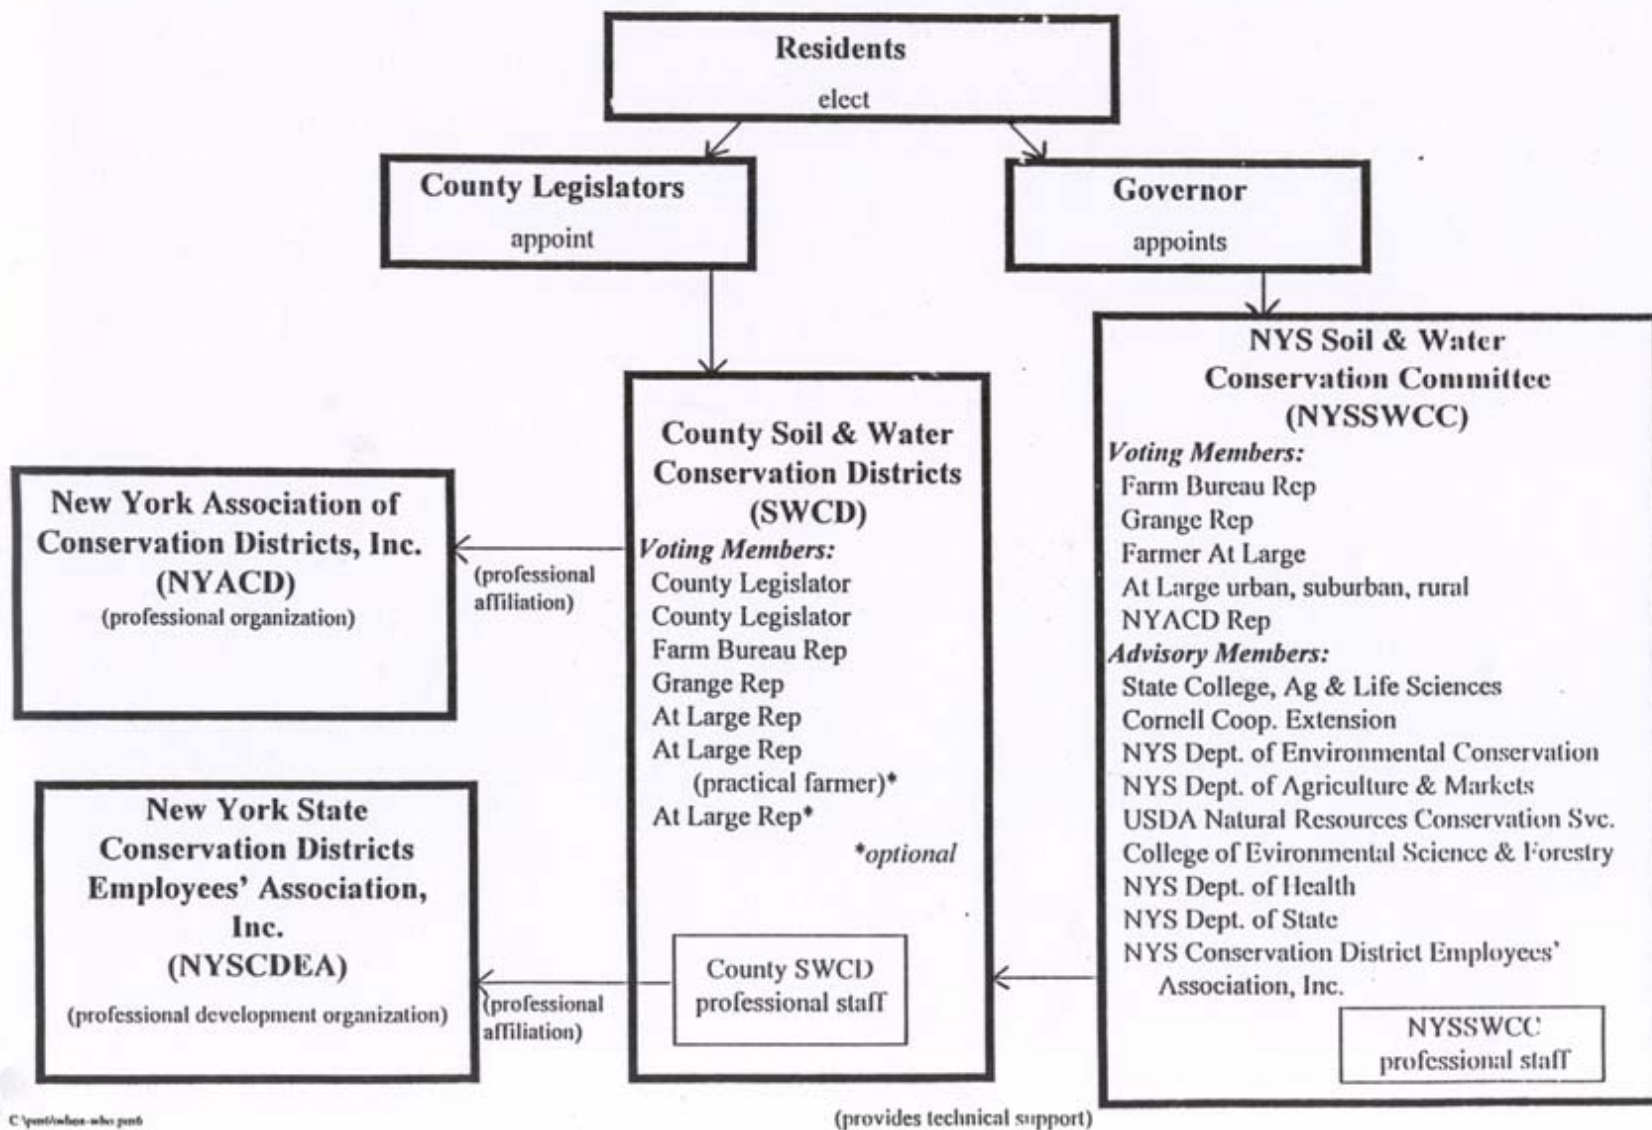 Residents
elect
County Legislators
appoint
Governor
appoints
NYS Soil & Water
Conservation Committee
(NYSSWCC)
Voting Members:
Farm Bureau Rep
Grange Rep
Farmer At Large
At Large urban, suburban, rural
NYACD Rep
Advisory Members:
State College, Ag & Life Sciences
Cornell Coop. Extension
NYS Dept. of Environmental Conservation
NYS Dept. of Agriculture & Markets
USDA Natural Resources Conservation Svc.
College of Evironmental Science & Forestry
NYS Dept. of Health
NYS Dept. of State
NYS Conservation District Employees'
Association, Inc.
NYSSWCC
professional staff
County Soil & Water
Conservation Districts
(SWCD)
Voting Members:
County Legislator
County Legislator
Farm Bureau Rep
Grange Rep
At Large Rep
At Large Rep
(practical farmer)*
At Large Rep*
*optional
County SWCD
professional staff
New York Association of
Conservation Districts, Inc.
(NYACD)
(professional organization)
(professional
affiliation)
New York State
Conservation Districts
Employees' Association,
Inc.
(NYSCDEA)
(professional development organization)
(professional
affiliation)
(provides technical support)